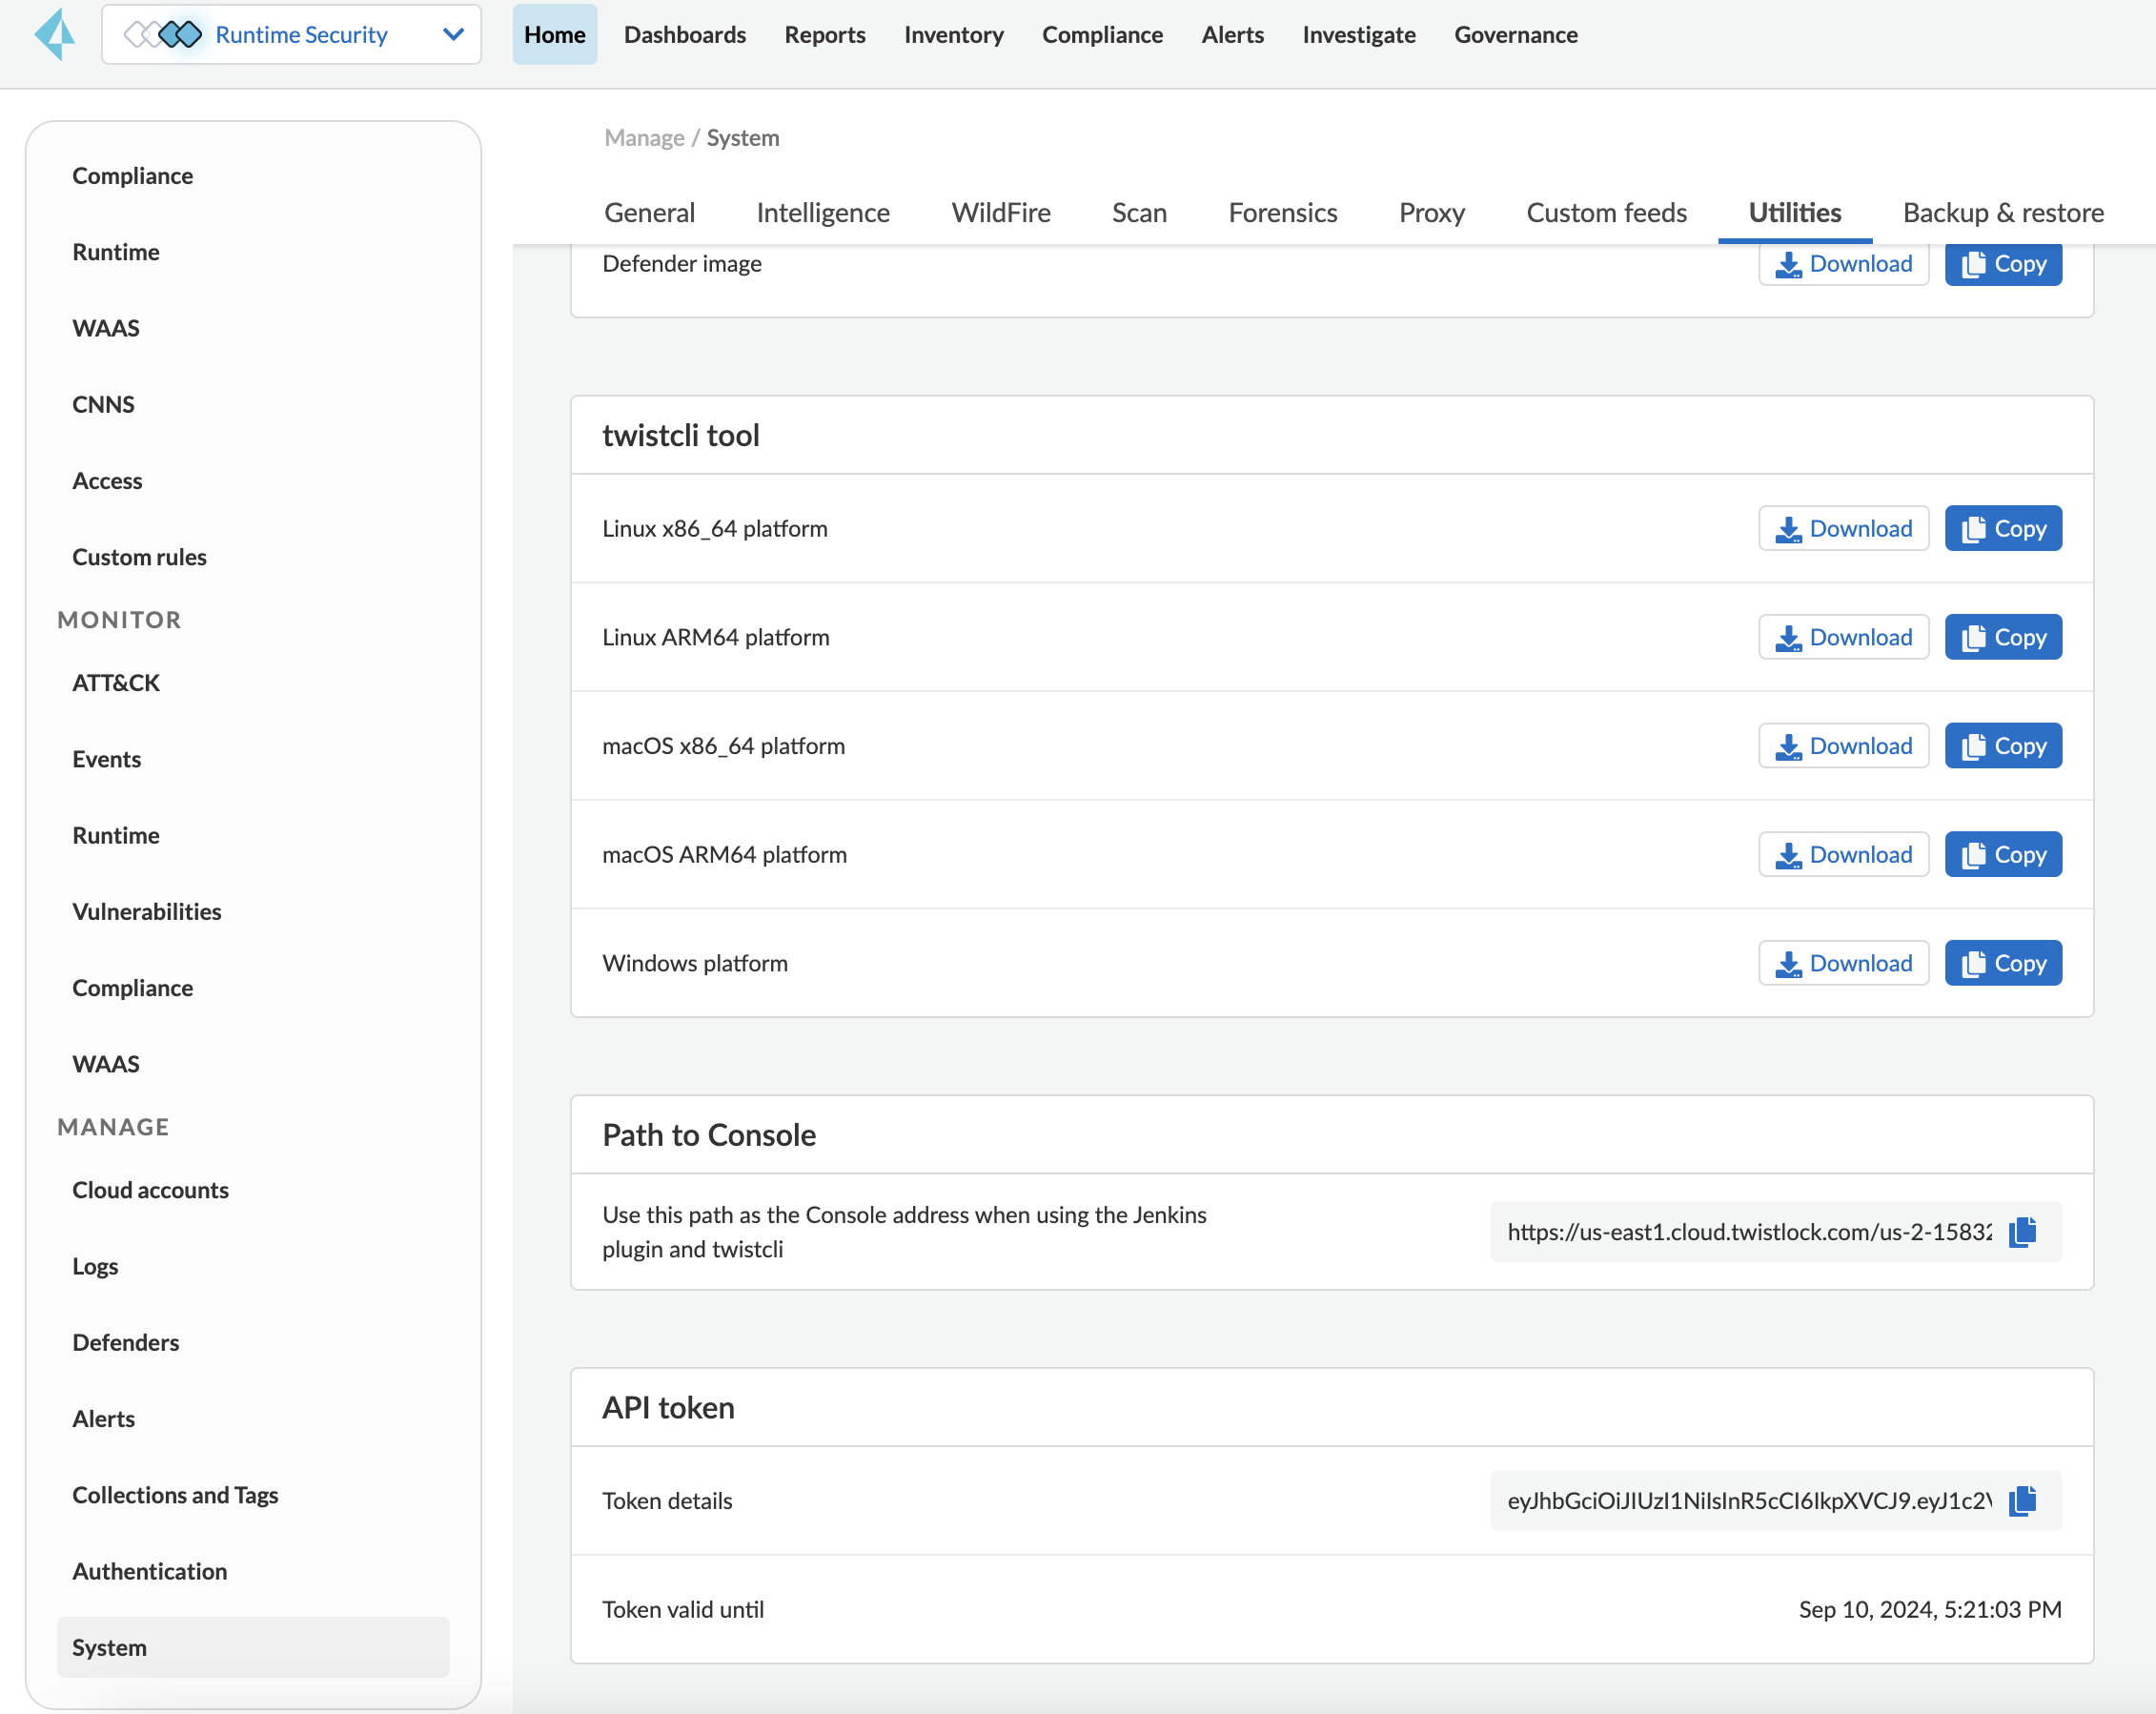 Runtime Security
Home Dashboards Reports Inventory Compliance Alerts Investigate Governance
Compliance
Runtime
WAAS
CNNS
Access
Custom rules
MONITOR
ATT&CK
Events
Runtime
Vulnerabilities
Compliance
WAAS
MANAGE
Cloud accounts
Logs
Defenders
Alerts
Collections and Tags
Authentication
System
Manage / System
General Intelligence WildFire Scan Forensics Proxy Custom feeds Utilities Backup & restore
Defender image Download Copy
twistcli tool
Linux x86_64 platform Download Copy
Linux ARM64 platform Download Copy
macOS x86_64 platform Download Copy
macOS ARM64 platform Download Copy
Windows platform Download Copy
Path to Console
Use this path as the Console address when using the Jenkins
plugin and twistcli
https://us-east1.cloud.twistlock.com/us-2-15832
API token
Token details eyJhbGciOiJIUzI1NiIsInR5cCI6IkpXVCJ9.eyJ1c2V
Token valid until Sep 10, 2024, 5:21:03 PM